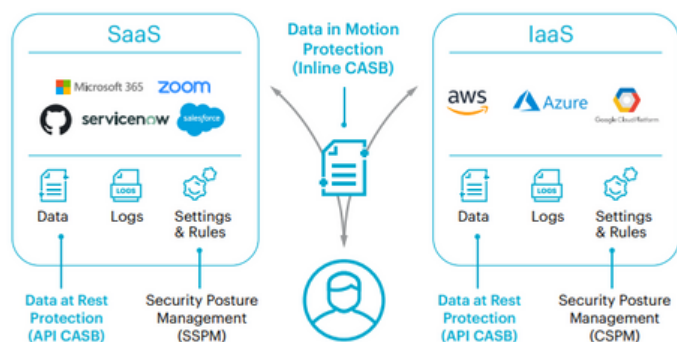 SaaS
Microsoft 365
zoom
servicenow
salesforce
Data
LOGS
Logs
Settings
& Rules
Data at Rest
Protection
(API CASB)
Security Posture
Management
(SSPM)
Data in Motion
Protection
(Inline CASB)
IaaS
aws
Azure
Google Cloud Platform
Data
LOGS
Logs
Settings
& Rules
Data at Rest
Protection
(API CASB)
Security Posture
Management
(CSPM)